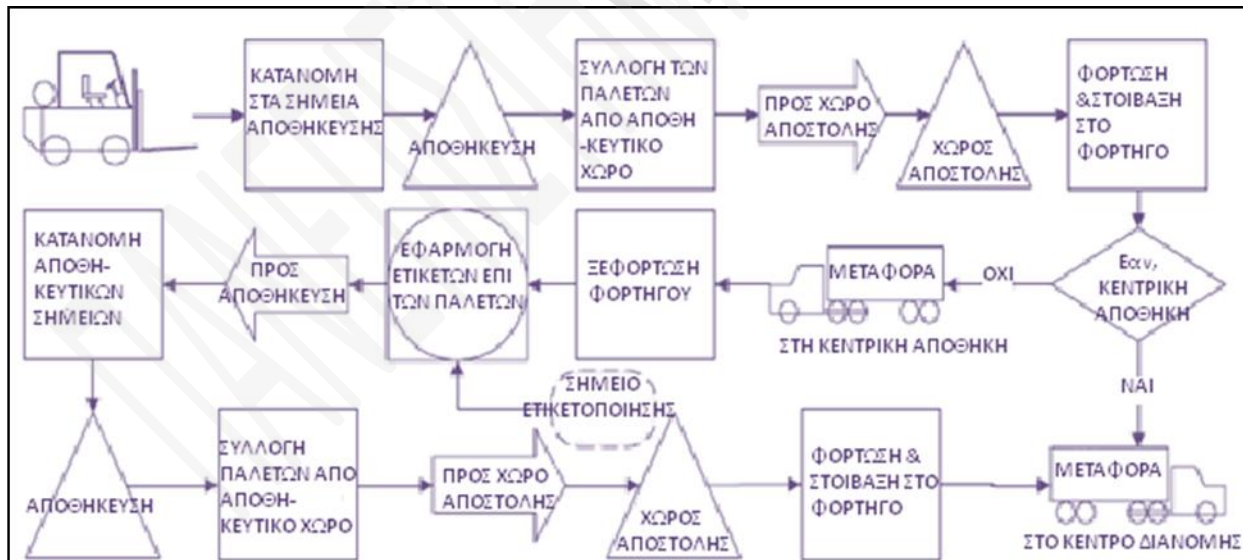 ΚΑΤΑΝΟΜΗ
ΣΤΑ ΣΗΜΕΙΑ
ΑΠΟΘΗΚΕΥΣΗΣ
ΑΠΟΘΗΚΕΥΣΗ
ΣΥΛΛΟΓΗ ΤΩΝ
ΠΑΛΕΤΩΝ
ΑΠΟ ΑΠΟΘΗ
-ΚΕΥΤΙΚΟ
ΧΩΡΟ
ΠΡΟΣ ΧΩΡΟ
ΑΠΟΣΤΟΛΗΣ
ΧΩΡΟΣ
ΑΠΟΣΤΟΛΗΣ
ΦΟΡΤΩΣΗ
&ΣΤΟΙΒΑΞΗ
ΣΤΟ
ΦΟΡΤΗΓΟ
Εαν,
ΚΕΝΤΡΙΚΗ
ΑΠΟΘΗΚΗ
ΟΧΙ
ΝΑΙ
ΜΕΤΑΦΟΡΑ
ΣΤΗ ΚΕΝΤΡΙΚΗ ΑΠΟΘΗΚΗ
ΞΕΦΟΡΤΩΣΗ
ΦΟΡΤΗΓΟΥ
ΕΦΑΡΜΟΓΗ
ΕΤΙΚΕΤΩΝ ΕΠΙ
ΤΩΝ ΠΑΛΕΤΩΝ
ΠΡΟΣ
ΑΠΟΘΗΚΕΥΣΗ
ΚΑΤΑΝΟΜΗ
ΑΠΟΘΗ-
ΚΕΥΤΙΚΩΝ
ΣΗΜΕΙΩΝ
ΣΗΜΕΙΟ
ΕΤΙΚΕΤΟΠΟΙΗΣΗΣ
ΑΠΟΘΗΚΕΥΣΗ
ΣΥΛΛΟΓΗ
ΠΑΛΕΤΩΝ ΑΠΟ
ΑΠΟΘΗ-
ΚΕΥΤΙΚΟ ΧΩΡΟ
ΠΡΟΣ ΧΩΡΟ
ΑΠΟΣΤΟΛΗΣ
ΧΩΡΟΣ
ΑΠΟΣΤΟΛΗΣ
ΦΟΡΤΩΣΗ &
ΣΤΟΙΒΑΞΗ ΣΤΟ
ΦΟΡΤΗΓΟ
ΜΕΤΑΦΟΡΑ
ΣΤΟ ΚΕΝΤΡΟ ΔΙΑΝΟΜΗΣ